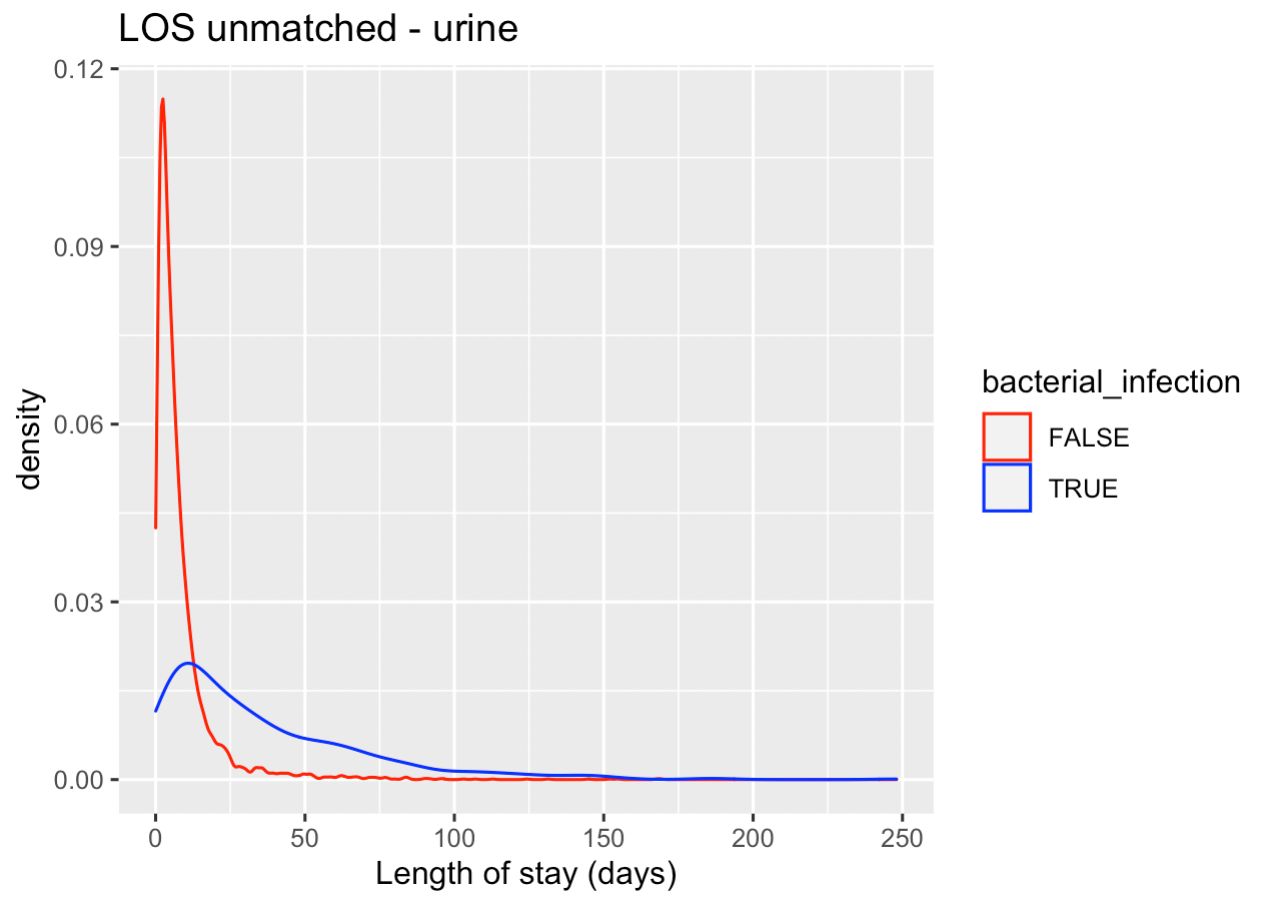 LOS unmatched - urine
0.12
0.09
0.06
0.03
0.00
density
0 50 100 150 200 250
Length of stay (days)
bacterial_infection
FALSE
TRUE